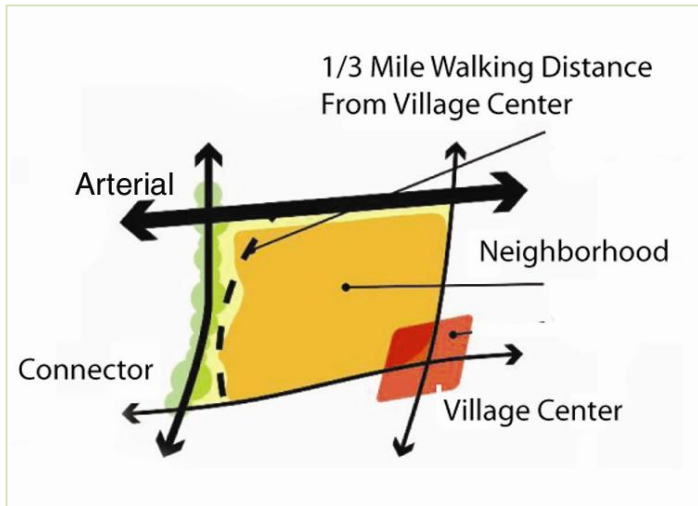 1/3 Mile Walking Distance
From Village Center
Arterial
Neighborhood
Connector
Village Center